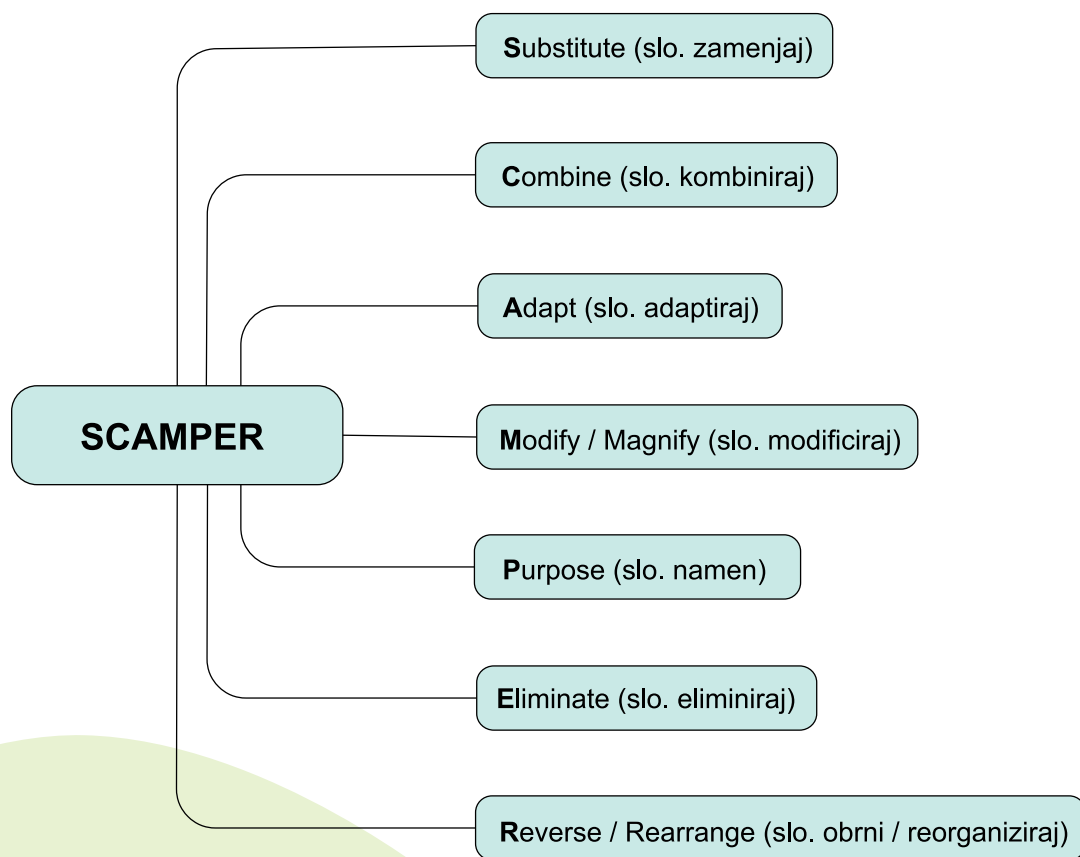 Substitute (slo. zamenjaj)
Combine (slo. kombiniraj)
Adapt (slo. adaptiraj)
SCAMPER
Modify / Magnify (slo. modificiraj)
Purpose (slo. namen)
Eliminate (slo. eliminiraj)
Reverse / Rearrange (slo. obrni / reorganiziraj)